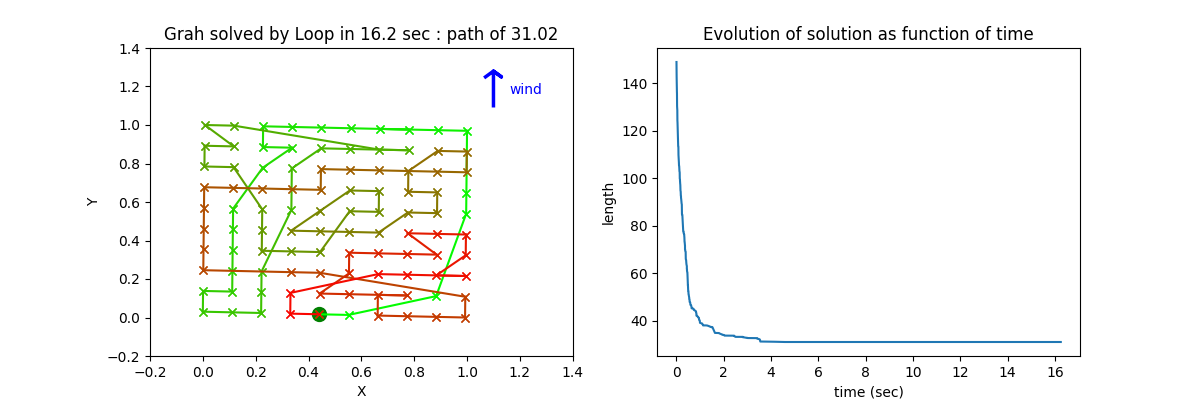 Grah solved by Loop in 16.2 sec : path of 31.02
1.4
1.2
1.0
0.8
0.6
0.4
0.2
0.0
−0.2
Y
wind
−0.2 0.0 0.2 0.4 0.6 0.8 1.0 1.2 1.4
X
Evolution of solution as function of time
140
120
100
80
60
40
length
0 2 4 6 8 10 12 14 16
time (sec)